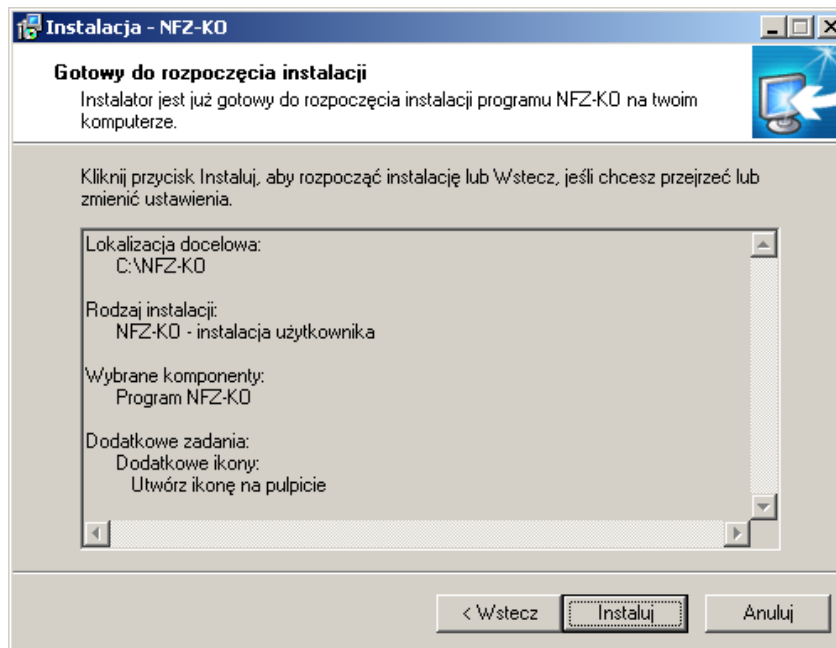 Instalacja - NFZ-KO
Gotowy do rozpoczęcia instalacji
Instalator jest już gotowy do rozpoczęcia instalacji programu NFZ-KO na twoim
komputerze.
Kliknij przycisk Instaluj, aby rozpocząć instalację lub Wstecz, jeśli chcesz przejrzeć lub
zmienić ustawienia.
Lokalizacja docelowa:
C:\NFZ-KO
Rodzaj instalacji:
NFZ-KO - instalacja użytkownika
Wybrane komponenty:
Program NFZ-KO
Dodatkowe zadania:
Dodatkowe ikony:
Utwórz ikonę na pulpicie
< Wstecz Instaluj Anuluj